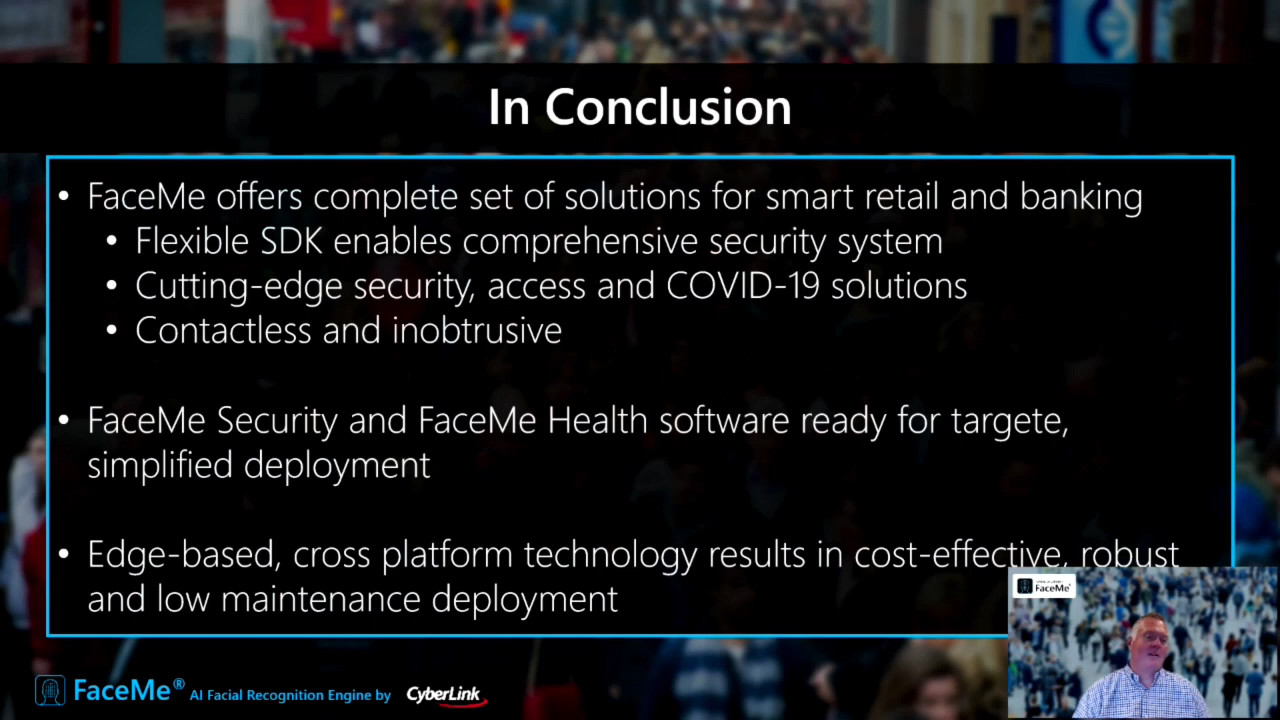 In Conclusion
• FaceMe offers complete set of solutions for smart retail and banking
• Flexible SDK enables comprehensive security system
• Cutting-edge security, access and COVID-19 solutions
• Contactless and inobtrusive
• FaceMe Security and FaceMe Health software ready for targete,
simplified deployment
• Edge-based, cross platform technology results in cost-effective, robust
and low maintenance deployment
FaceMe
FaceMe® AI Facial Recognition Engine by CyberLink